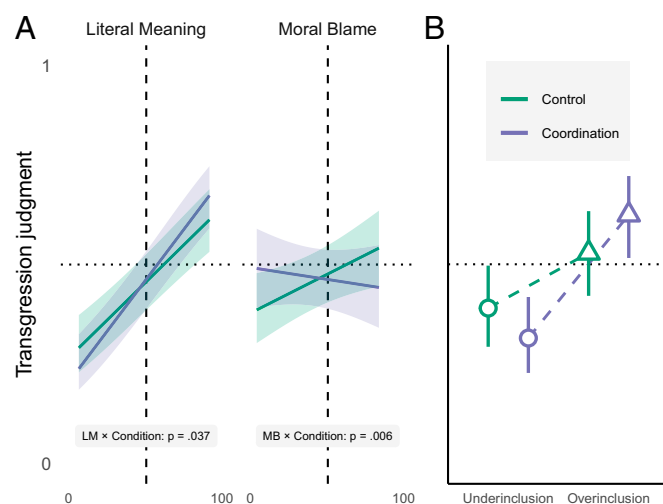 A
B
Literal Meaning
Moral Blame
1
Control
Coordination
Transgression judgment
LM × Condition: p = .037
MB × Condition: p = .006
0
0
100
0
100
Underinclusion
Overinclusion